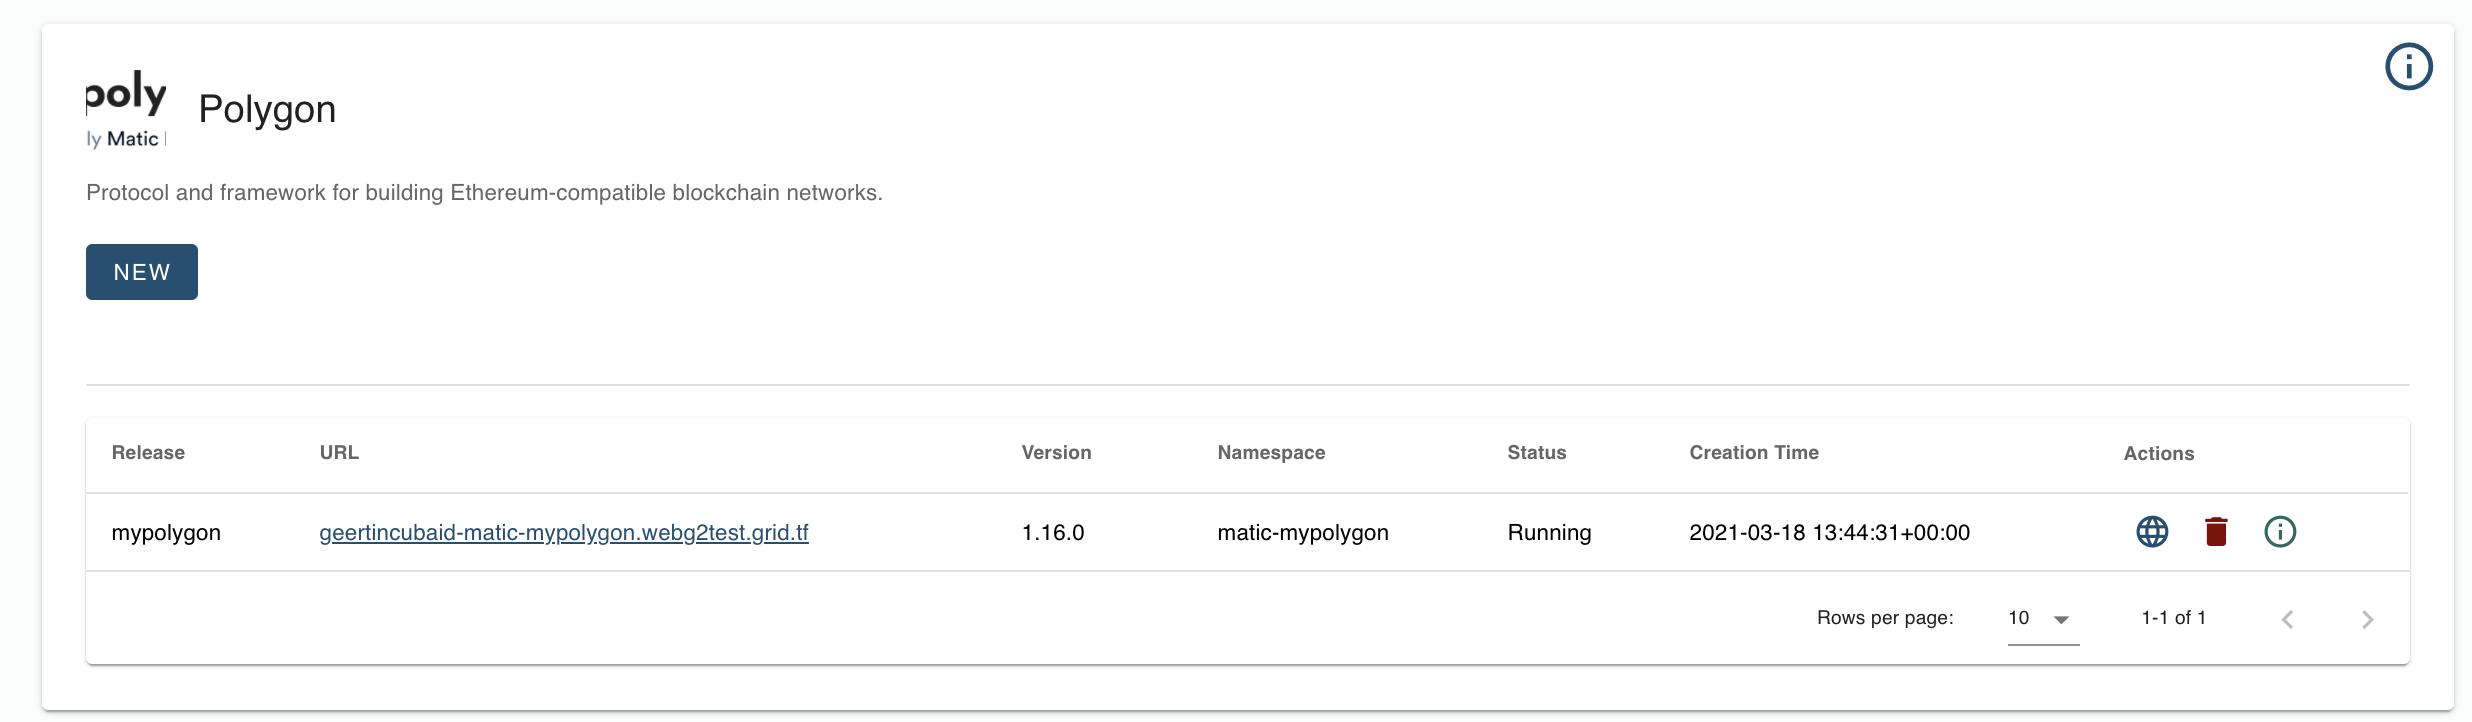 poly
ly Matic
Polygon
Protocol and framework for building Ethereum-compatible blockchain networks.
NEW
Release URL Version Namespace Status Creation Time Actions
mypolygon geertincubaid-matic-mypolygon.webg2test.grid.tf 1.16.0 matic-mypolygon Running 2021-03-18 13:44:31+00:00
Rows per page: 10 1-1 of 1